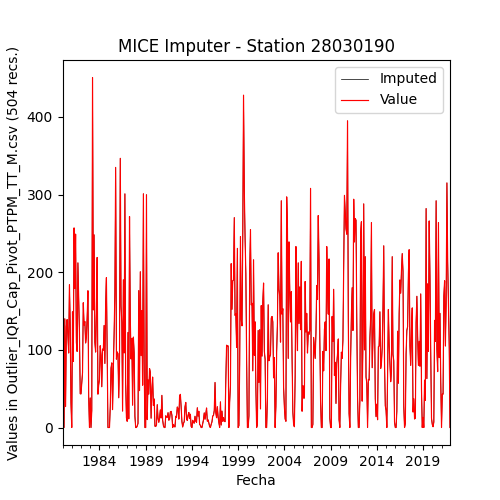 MICE Imputer - Station 28030190
Imputed
Value
Values in Outlier_IQR_Cap_Pivot_PTPM_TT_M.csv (504 recs.)
400
300
200
100
0
1984 1989 1994 1999 2004 2009 2014 2019
Fecha